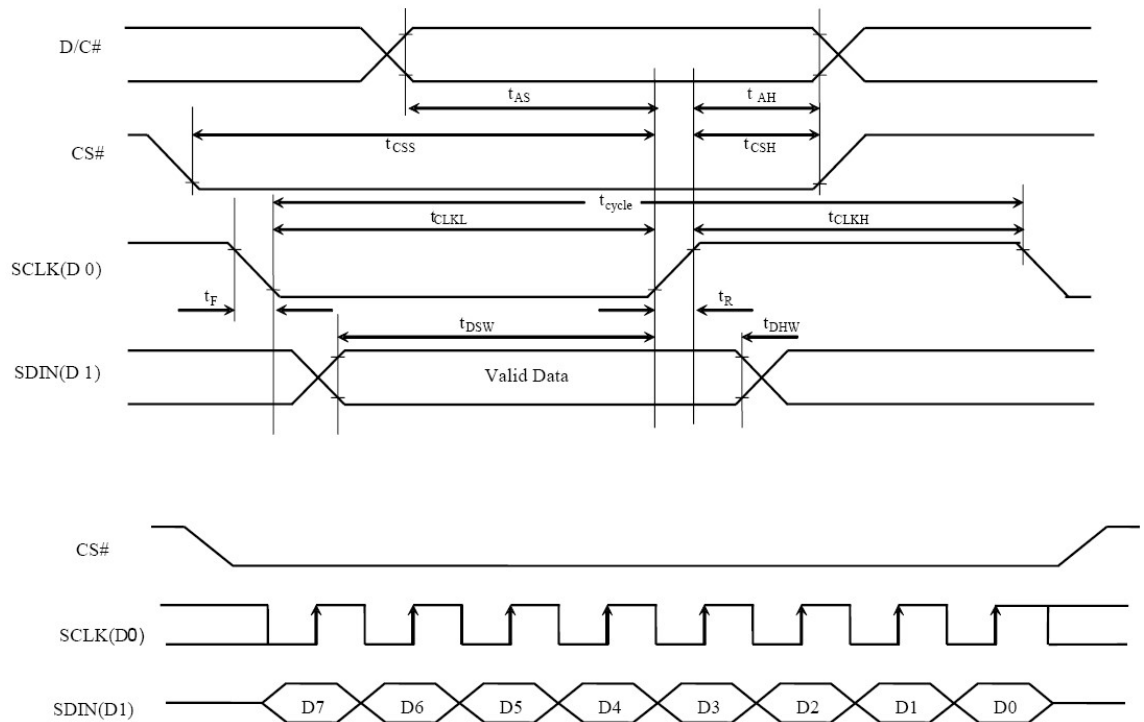 D/C#
tAS
t AH
tCSS
tCSH
CS#
tcycle
tCLKL
tCLKH
SCLK(D 0)
tF
tR
tDSW
tDHW
SDIN(D 1)
Valid Data
CS#
SCLK(D0)
SDIN(D1)
D7 D6 D5 D4 D3 D2 D1 D0